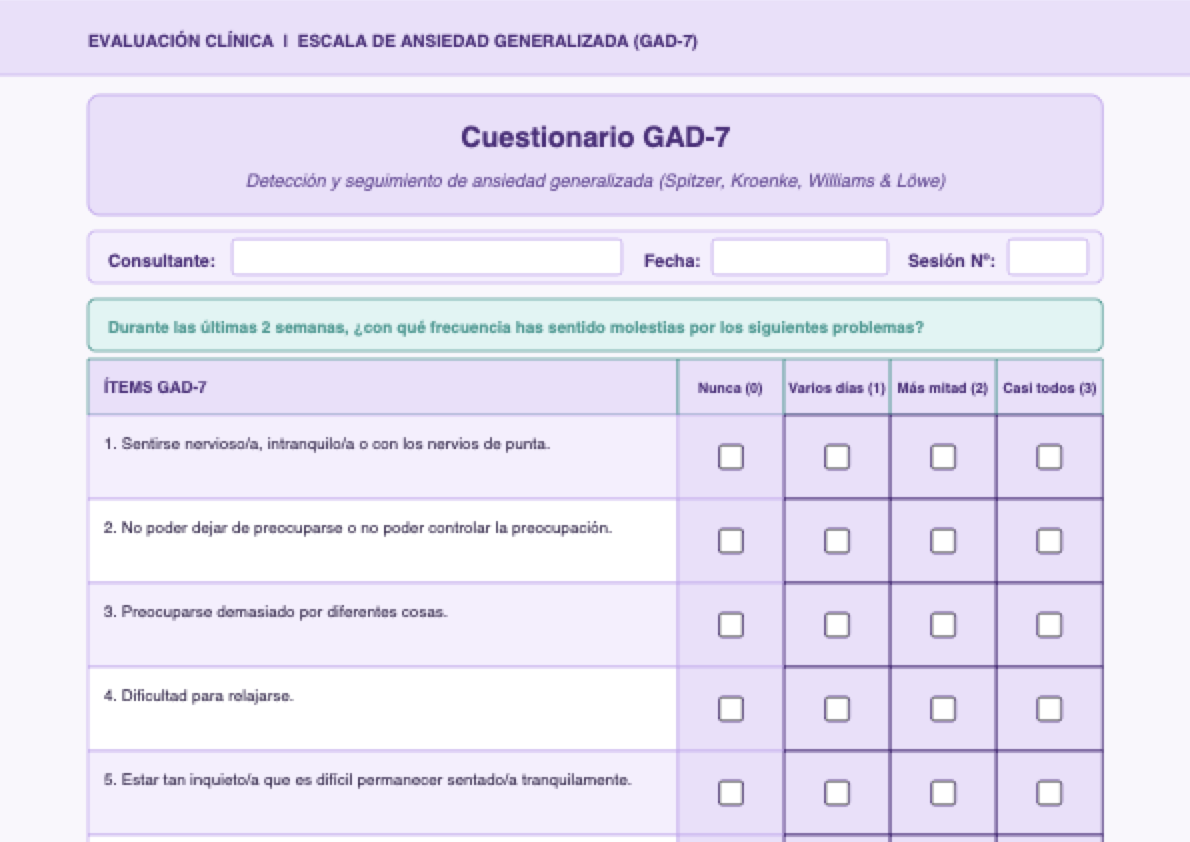 EVALUACIÓN CLÍNICA | ESCALA DE ANSIEDAD GENERALIZADA (GAD-7)
Cuestionario GAD-7
Detección y seguimiento de ansiedad generalizada (Spitzer, Kroenke, Williams & Löwe)
Consultante: Fecha: Sesión Nº:
Durante las últimas 2 semanas, ¿con qué frecuencia has sentido molestias por los siguientes problemas?
ÍTEMS GAD-7 Nunca (0) Varios días (1) Más mitad (2) Casi todos (3)
1. Sentirse nervioso/a, intranquilo/a o con los nervios de punta.
2. No poder dejar de preocuparse o no poder controlar la preocupación.
3. Preocuparse demasiado por diferentes cosas.
4. Dificultad para relajarse.
5. Estar tan inquieto/a que es difícil permanecer sentado/a tranquilamente.